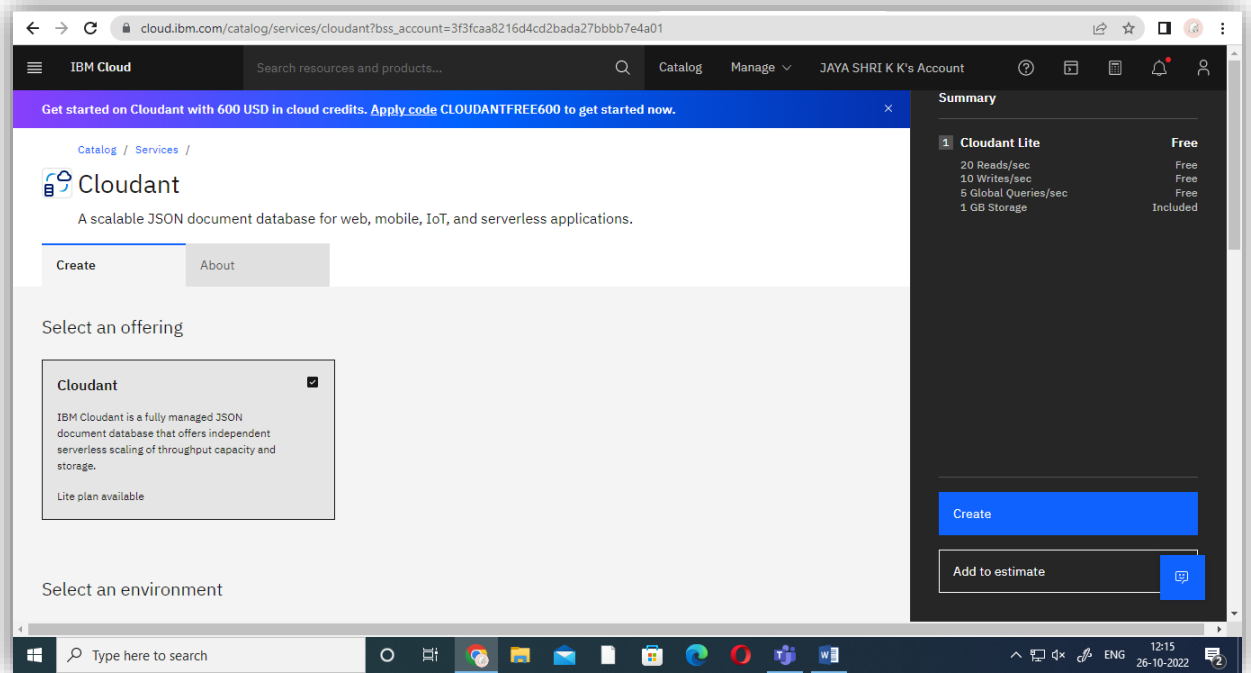 cloud.ibm.com/catalog/services/cloudant?bss_account=3f3fcaa8216d4cd2bada27bbbb7e4a01
IBM Cloud
Search resources and products...
Catalog
Manage
JAYA SHRI K K's Account
Get started on Cloudant with 600 USD in cloud credits. Apply code CLOUDANTFREE600 to get started now.
Catalog / Services /
Cloudant
A scalable JSON document database for web, mobile, IoT, and serverless applications.
Create
About
Select an offering
Cloudant
IBM Cloudant is a fully managed JSON
document database that offers independent
serverless scaling of throughput capacity and
storage.
Lite plan available
Select an environment
Summary
1 Cloudant Lite Free
20 Reads/sec Free
10 Writes/sec Free
5 Global Queries/sec Free
1 GB Storage Included
Create
Add to estimate
Type here to search
ENG
12:15
26-10-2022
2